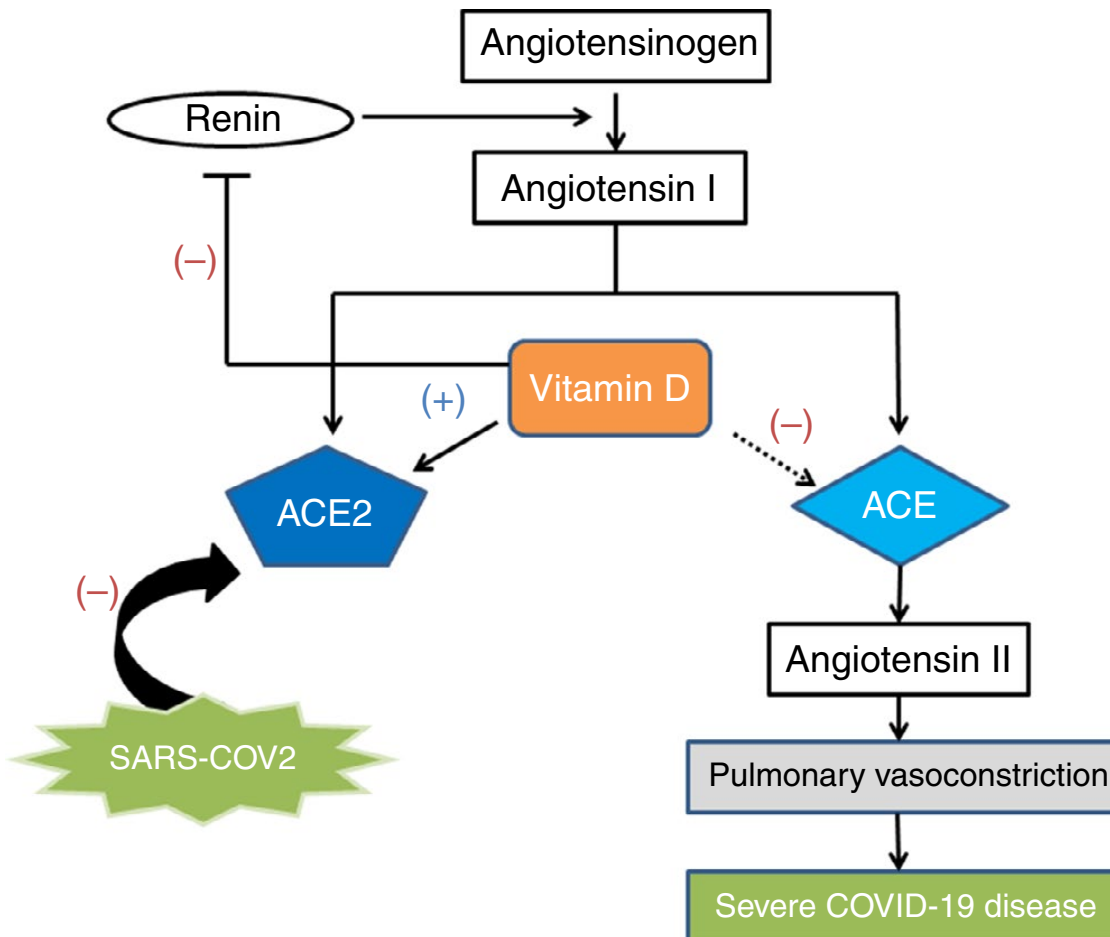 Angiotensinogen
Renin
Angiotensin I
(–)
Vitamin D
(+)
(–)
ACE2
ACE
(–)
Angiotensin II
SARS-COV2
Pulmonary vasoconstriction
Severe COVID-19 disease